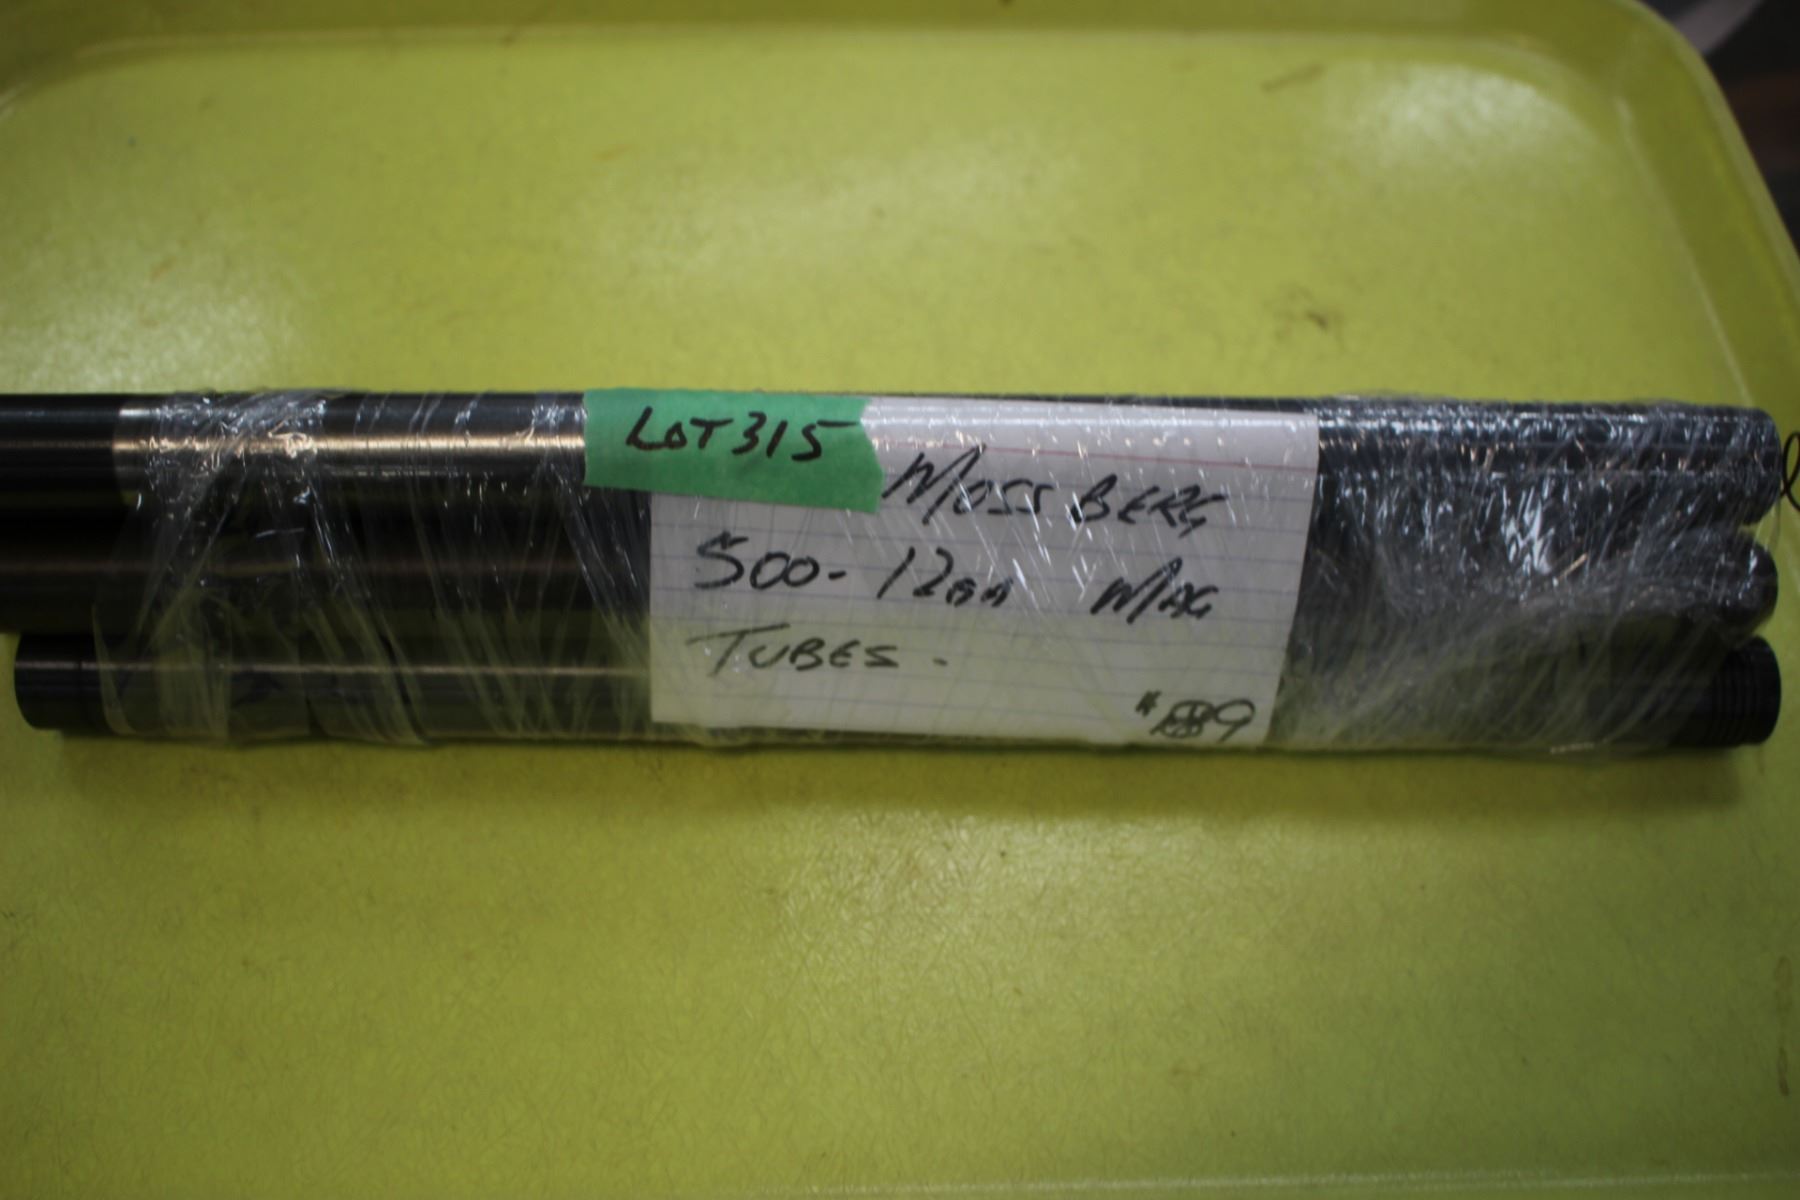 LOT 315
MOSSBERG
500-12GA MAG
TUBES.